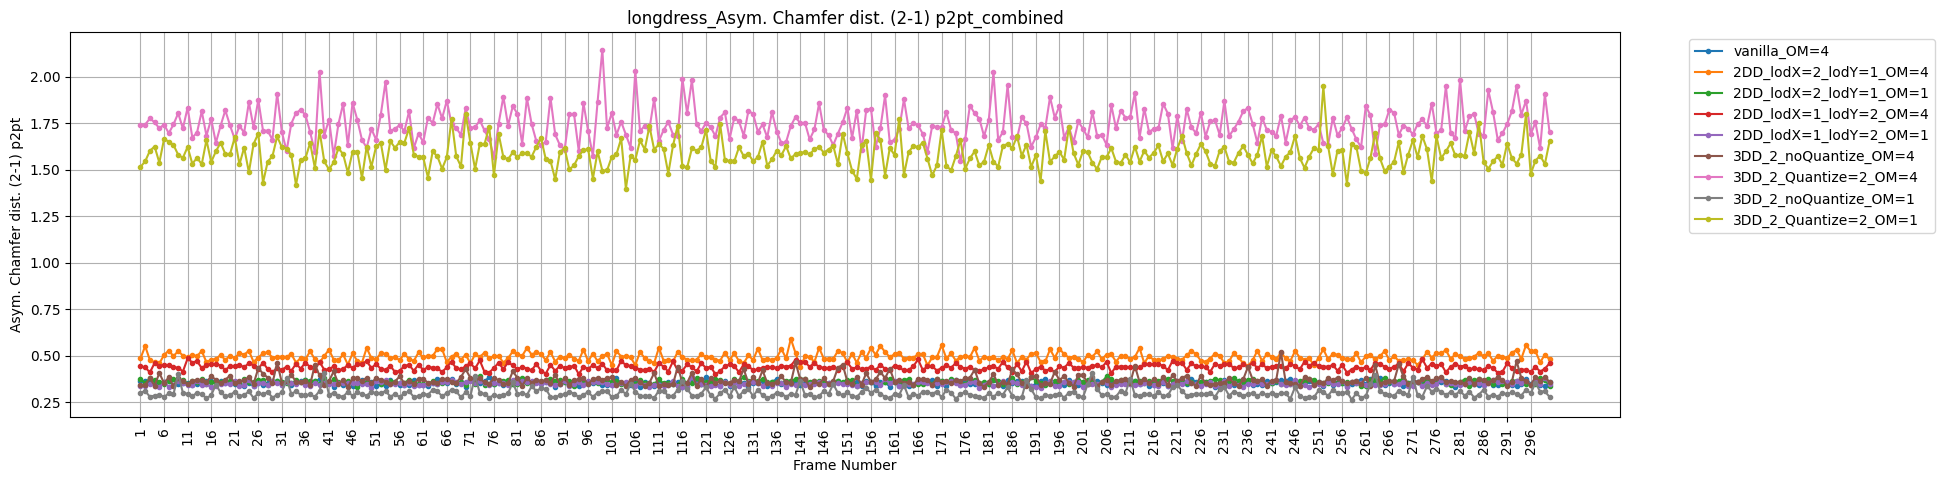 longdress_Asym. Chamfer dist. (2-1) p2pt_combined
Asym. Chamfer dist. (2-1) p2pt
2.00
1.75
1.50
1.25
1.00
0.75
0.50
0.25
1 6 11 16 21 26 31 36 41 46 51 56 61 66 71 76 81 86 91 96 101 106 111 116 121 126 131 136 141 146 151 156 161 166 171 176 181 186 191 196 201 206 211 216 221 226 231 236 241 246 251 256 261 266 271 276 281 286 291 296
Frame Number
vanilla_OM=4
2DD_lodX=2_lodY=1_OM=4
2DD_lodX=2_lodY=1_OM=1
2DD_lodX=1_lodY=2_OM=4
2DD_lodX=1_lodY=2_OM=1
3DD_2_noQuantize_OM=4
3DD_2_Quantize=2_OM=4
3DD_2_noQuantize_OM=1
3DD_2_Quantize=2_OM=1